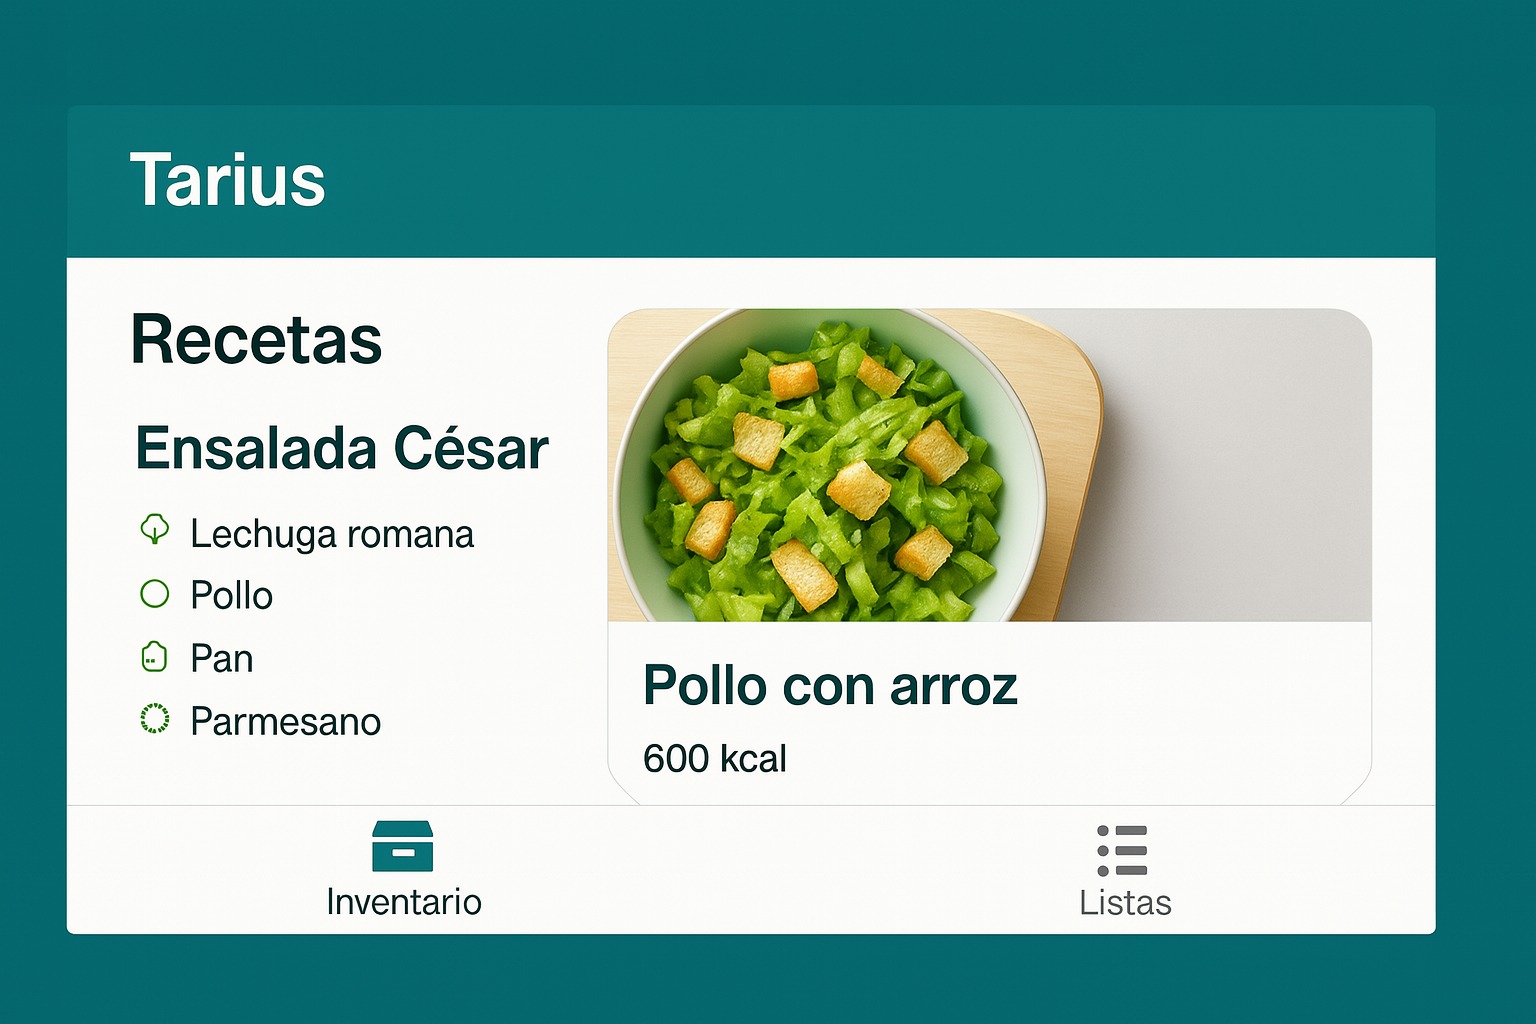 Tarius
Recetas
Ensalada César
Lechuga romana
Pollo
Pan
Parmesano
Pollo con arroz
600 kcal
Inventario
Listas